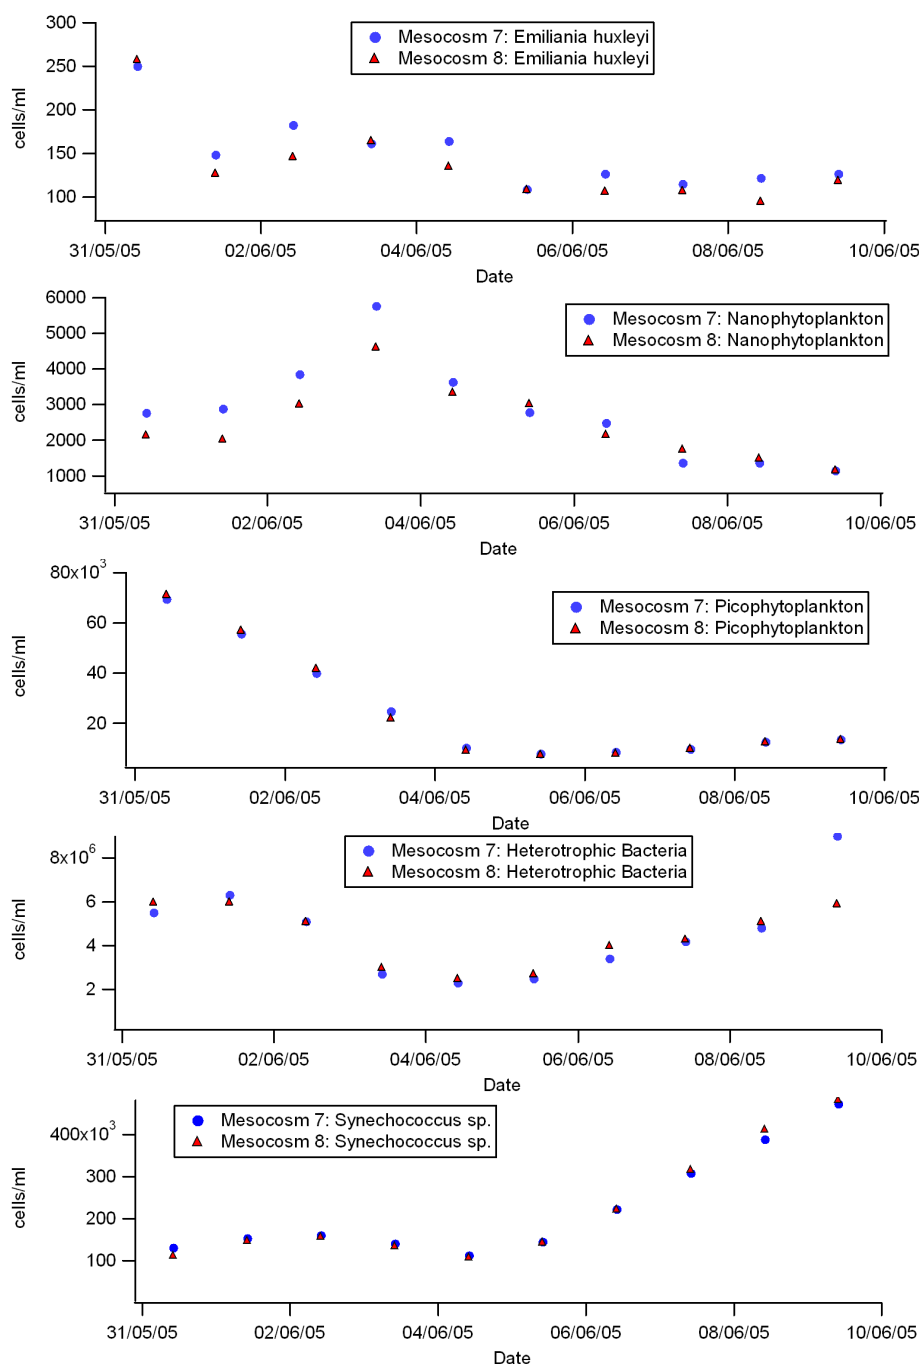 300
250
200
150
100
cells/ml
Mesocosm 7: Emiliania huxleyi
Mesocosm 8: Emiliania huxleyi
31/05/05 02/06/05 04/06/05 06/06/05 08/06/05 10/06/05
Date
6000
5000
4000
3000
2000
1000
cells/ml
Mesocosm 7: Nanophytoplankton
Mesocosm 8: Nanophytoplankton
31/05/05 02/06/05 04/06/05 06/06/05 08/06/05 10/06/05
Date
80x10³
60
40
20
cells/ml
Mesocosm 7: Picophytoplankton
Mesocosm 8: Picophytoplankton
31/05/05 02/06/05 04/06/05 06/06/05 08/06/05 10/06/05
Date
8x10⁶
6
4
2
cells/ml
Mesocosm 7: Heterotrophic Bacteria
Mesocosm 8: Heterotrophic Bacteria
31/05/05 02/06/05 04/06/05 06/06/05 08/06/05 10/06/05
Date
400x10³
300
200
100
cells/ml
Mesocosm 7: Synechococcus sp.
Mesocosm 8: Synechococcus sp.
31/05/05 02/06/05 04/06/05 06/06/05 08/06/05 10/06/05
Date